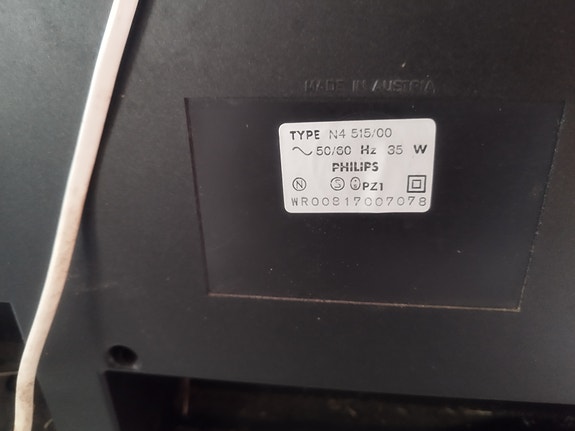 MADE IN AUSTRIA
TYPE N4 515/00
~ 50/60 Hz 35 W
PHILIPS
N S PZ1
WR00817007078